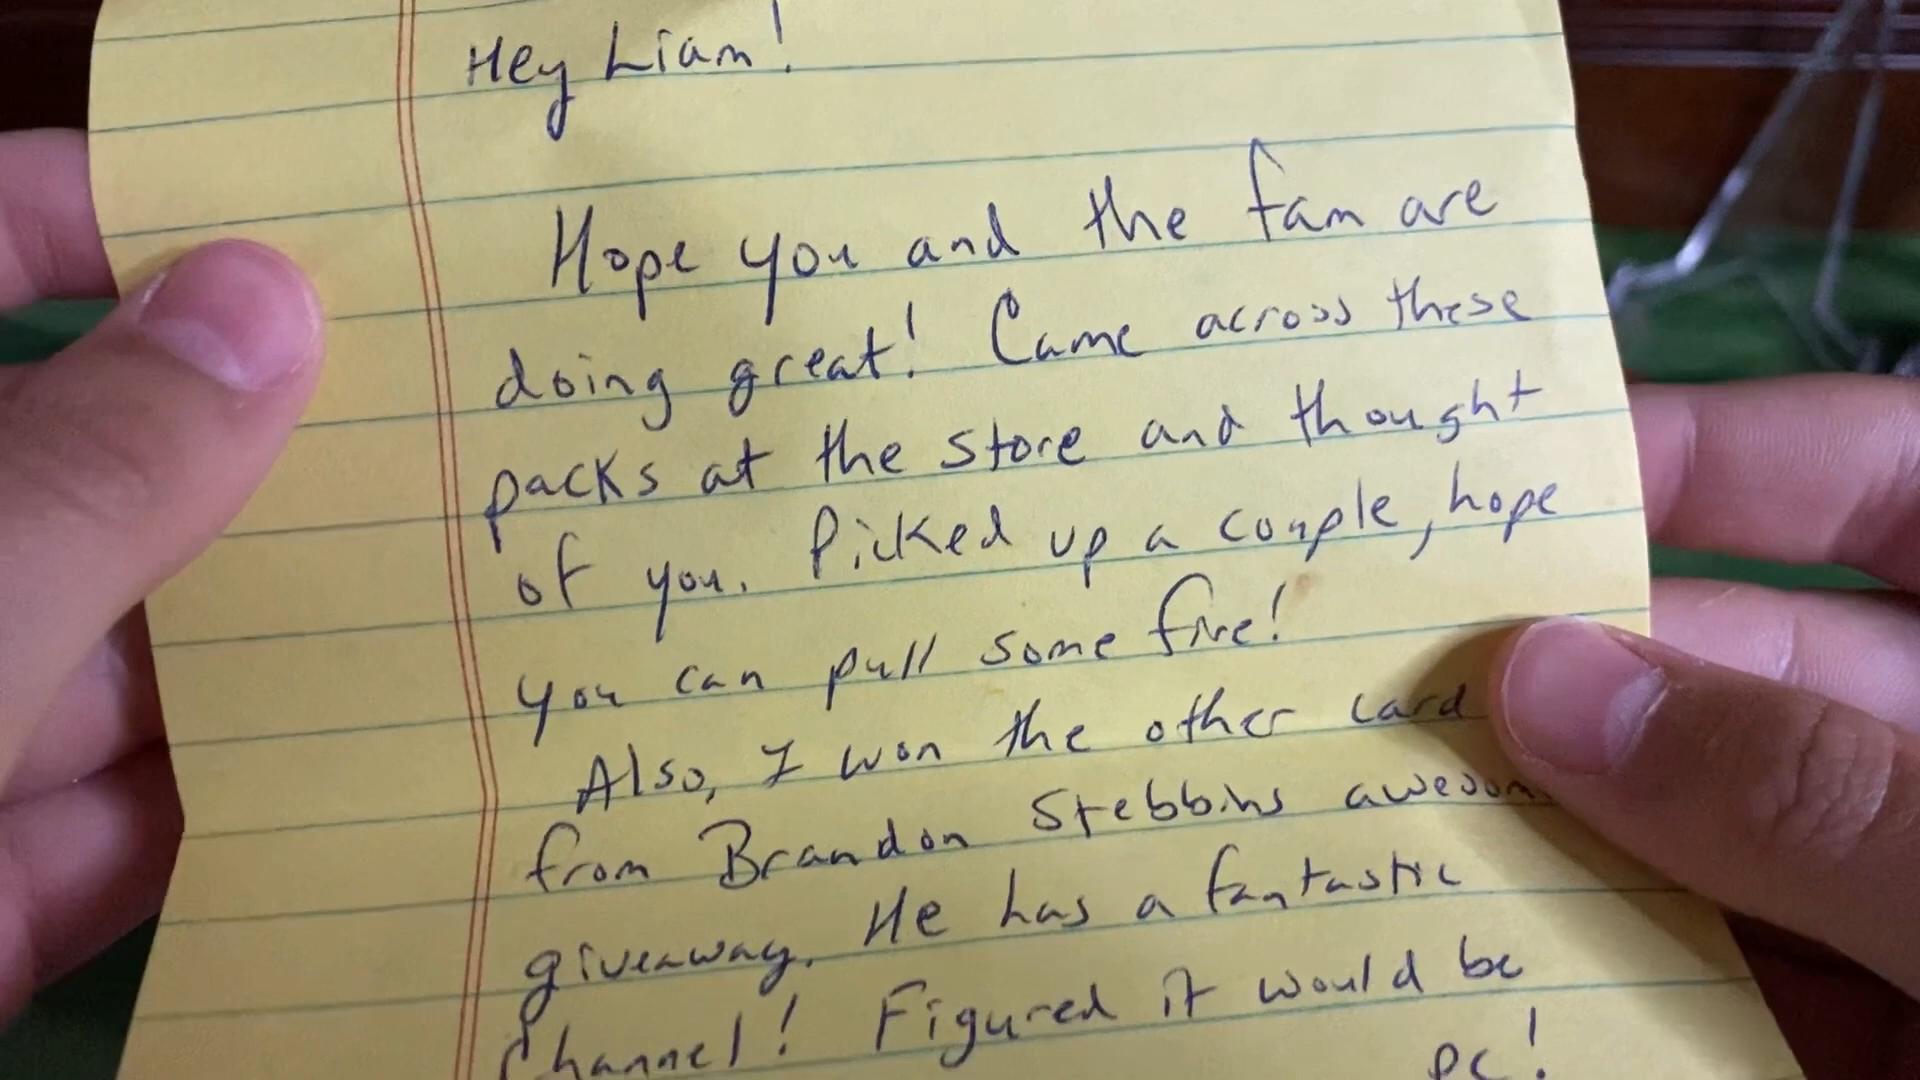 Hey Liam!
Hope you and the fam are
doing great! Came across these
packs at the store and thought
of you. Picked up a couple, hope
you can pull some fire!
Also, I won the other card
from Brandon Stebbins awesom
giveaway. He has a fantastic
channel! Figured it would be
pc!